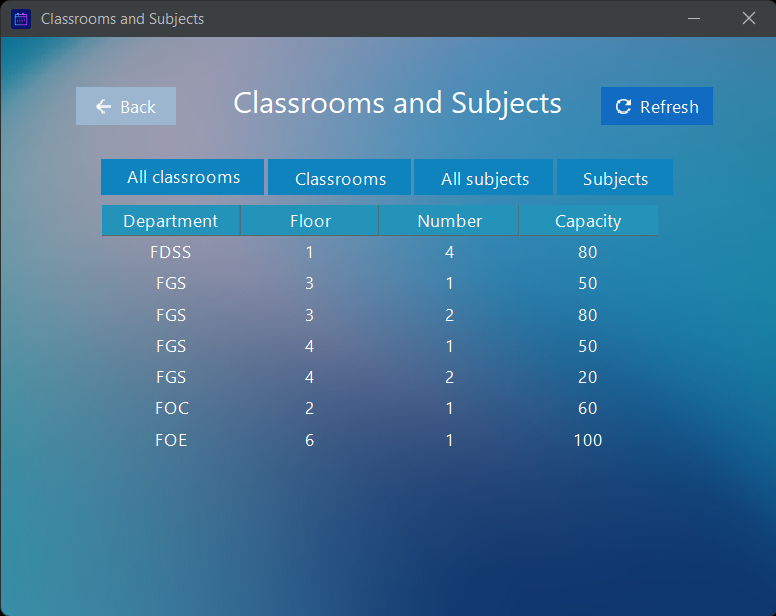 Classrooms and Subjects
Back
Classrooms and Subjects
Refresh
All classrooms Classrooms All subjects Subjects
Department Floor Number Capacity
FDSS 1 4 80
FGS 3 1 50
FGS 3 2 80
FGS 4 1 50
FGS 4 2 20
FOC 2 1 60
FOE 6 1 100